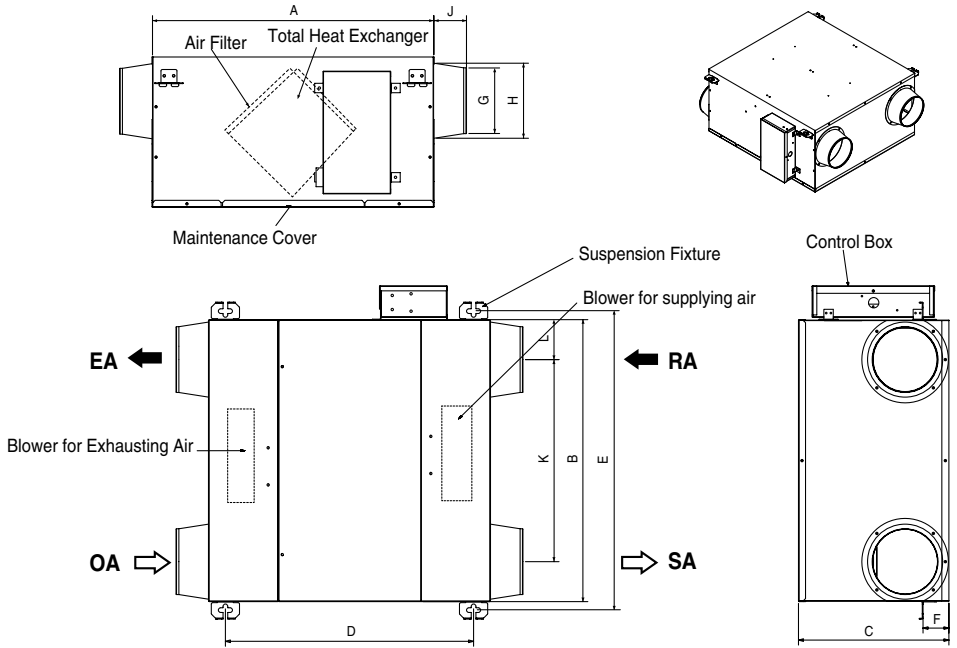 A
J
Air Filter
Total Heat Exchanger
G
H
Maintenance Cover
Control Box
Suspension Fixture
Blower for supplying air
EA
L
RA
Blower for Exhausting Air
K
B
E
OA
SA
D
F
C